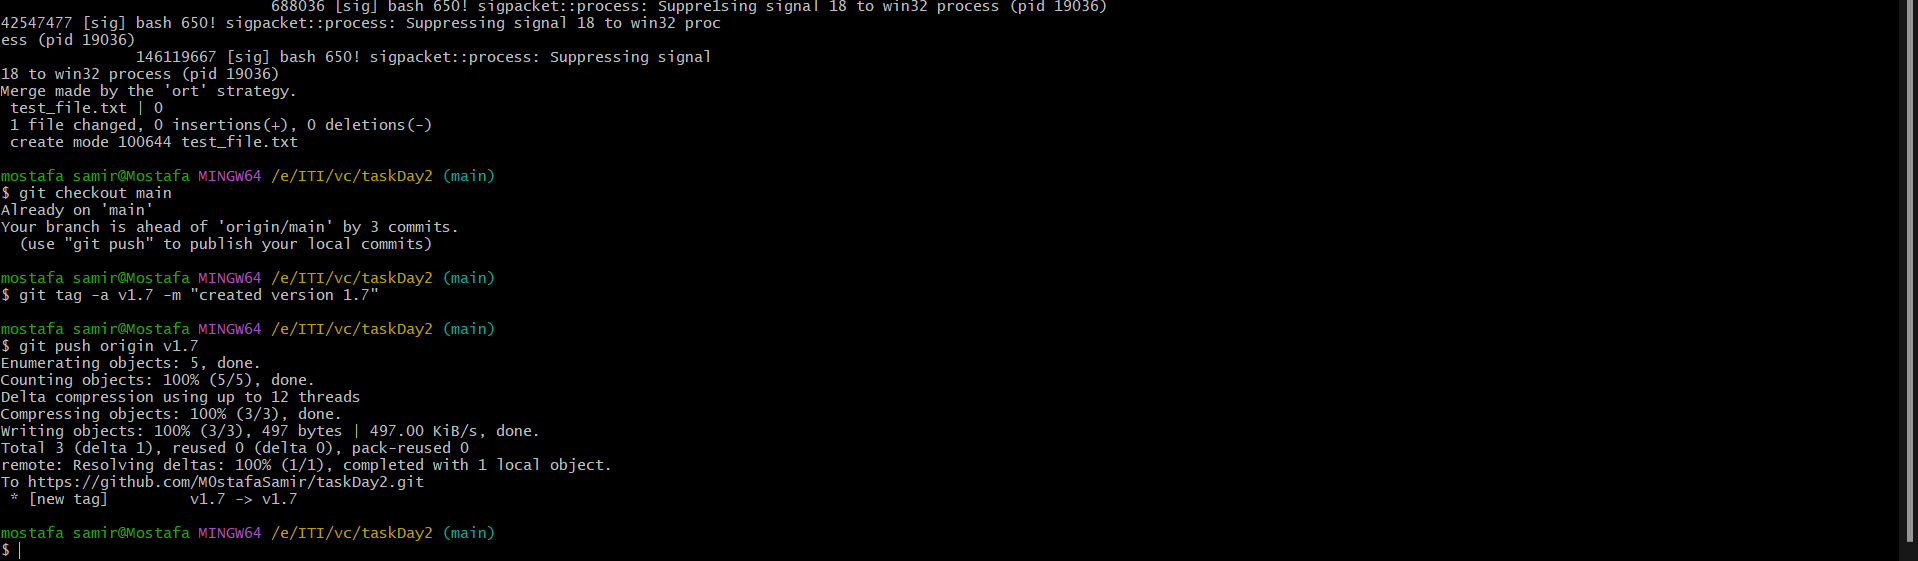 688036 [sig] bash 650! sigpacket::process: Suppre1sing signal 18 to win32 process (pid 19036)
42547477 [sig] bash 650! sigpacket::process: Suppressing signal 18 to win32 proc
ess (pid 19036)
146119667 [sig] bash 650! sigpacket::process: Suppressing signal
18 to win32 process (pid 19036)
Merge made by the 'ort' strategy.
test_file.txt | 0
1 file changed, 0 insertions(+), 0 deletions(-)
create mode 100644 test_file.txt
mostafa samir@Mostafa MINGW64 /e/ITI/vc/taskDay2 (main)
$ git checkout main
Already on 'main'
Your branch is ahead of 'origin/main' by 3 commits.
(use "git push" to publish your local commits)
mostafa samir@Mostafa MINGW64 /e/ITI/vc/taskDay2 (main)
$ git tag -a v1.7 -m "created version 1.7"
mostafa samir@Mostafa MINGW64 /e/ITI/vc/taskDay2 (main)
$ git push origin v1.7
Enumerating objects: 5, done.
Counting objects: 100% (5/5), done.
Delta compression using up to 12 threads
Compressing objects: 100% (3/3), done.
Writing objects: 100% (3/3), 497 bytes | 497.00 KiB/s, done.
Total 3 (delta 1), reused 0 (delta 0), pack-reused 0
remote: Resolving deltas: 100% (1/1), completed with 1 local object.
To https://github.com/M0stafaSamir/taskDay2.git
* [new tag]         v1.7 -> v1.7
mostafa samir@Mostafa MINGW64 /e/ITI/vc/taskDay2 (main)
$